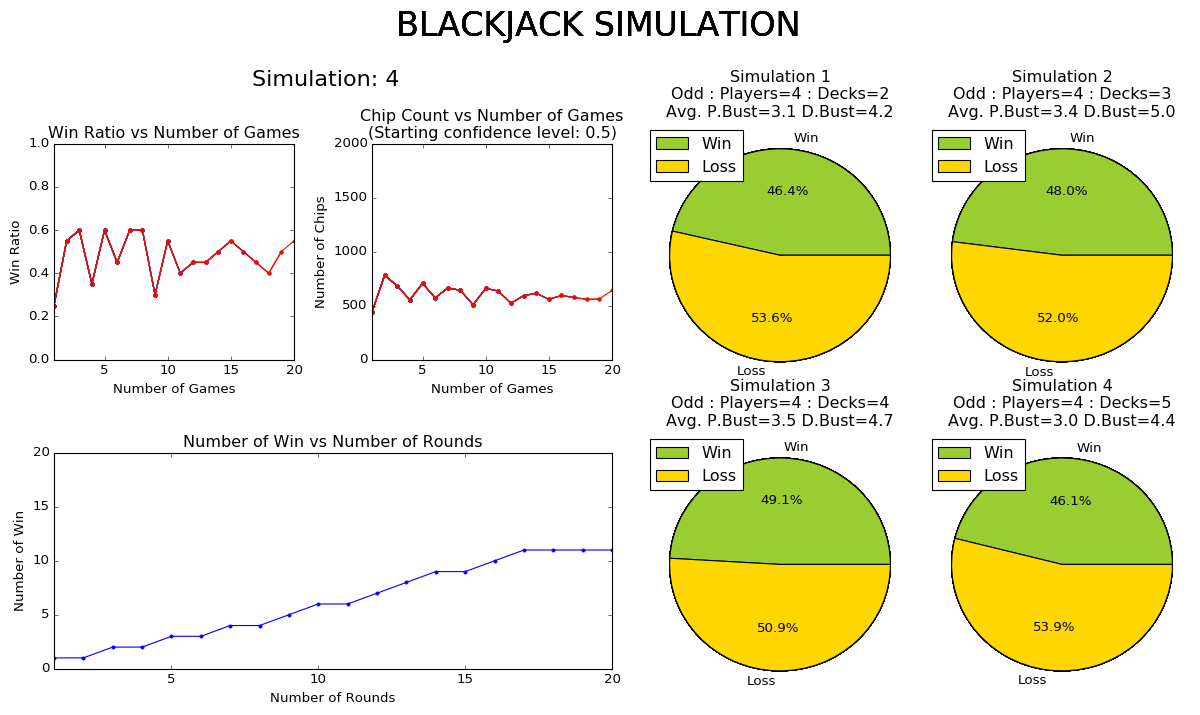 BLACKJACK SIMULATION
Simulation: 4
Win Ratio vs Number of Games
1.0
0.8
0.6
0.4
0.2
0.0
Win Ratio
5
10
15
20
Number of Games
Chip Count vs Number of Games
(Starting confidence level: 0.5)
2000
1500
1000
500
0
Number of Chips
5
10
15
20
Number of Games
Number of Win vs Number of Rounds
20
15
10
5
0
Number of Win
5
10
15
20
Number of Rounds
Simulation 1
Odd : Players=4 : Decks=2
Avg. P.Bust=3.1 D.Bust=4.2
Win
Loss
Win
46.4%
53.6%
Loss
Simulation 2
Odd : Players=4 : Decks=3
Avg. P.Bust=3.4 D.Bust=5.0
Win
Loss
Win
48.0%
52.0%
Loss
Simulation 3
Odd : Players=4 : Decks=4
Avg. P.Bust=3.5 D.Bust=4.7
Win
Loss
Win
49.1%
50.9%
Loss
Simulation 4
Odd : Players=4 : Decks=5
Avg. P.Bust=3.0 D.Bust=4.4
Win
Loss
Win
46.1%
53.9%
Loss